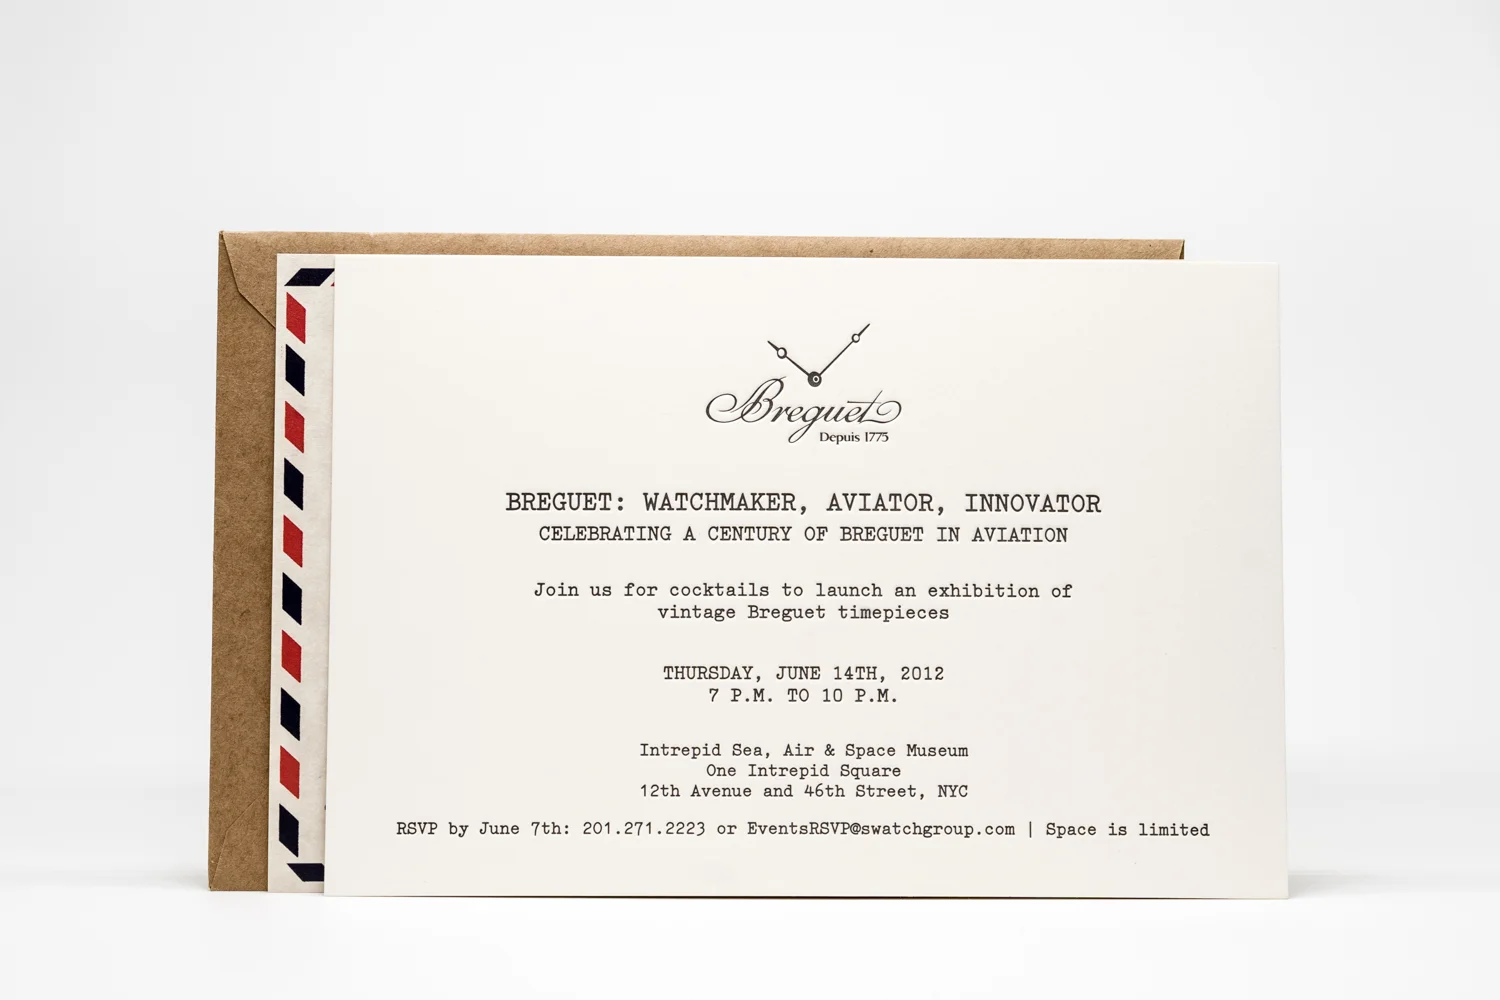 Breguet
Depuis 1775
BREGUET: WATCHMAKER, AVIATOR, INNOVATOR
CELEBRATING A CENTURY OF BREGUET IN AVIATION
Join us for cocktails to launch an exhibition of
vintage Breguet timepieces
THURSDAY, JUNE 14TH, 2012
7 P.M. TO 10 P.M.
Intrepid Sea, Air & Space Museum
One Intrepid Square
12th Avenue and 46th Street, NYC
RSVP by June 7th: 201.271.2223 or EventsRSVP@swatchgroup.com | Space is limited